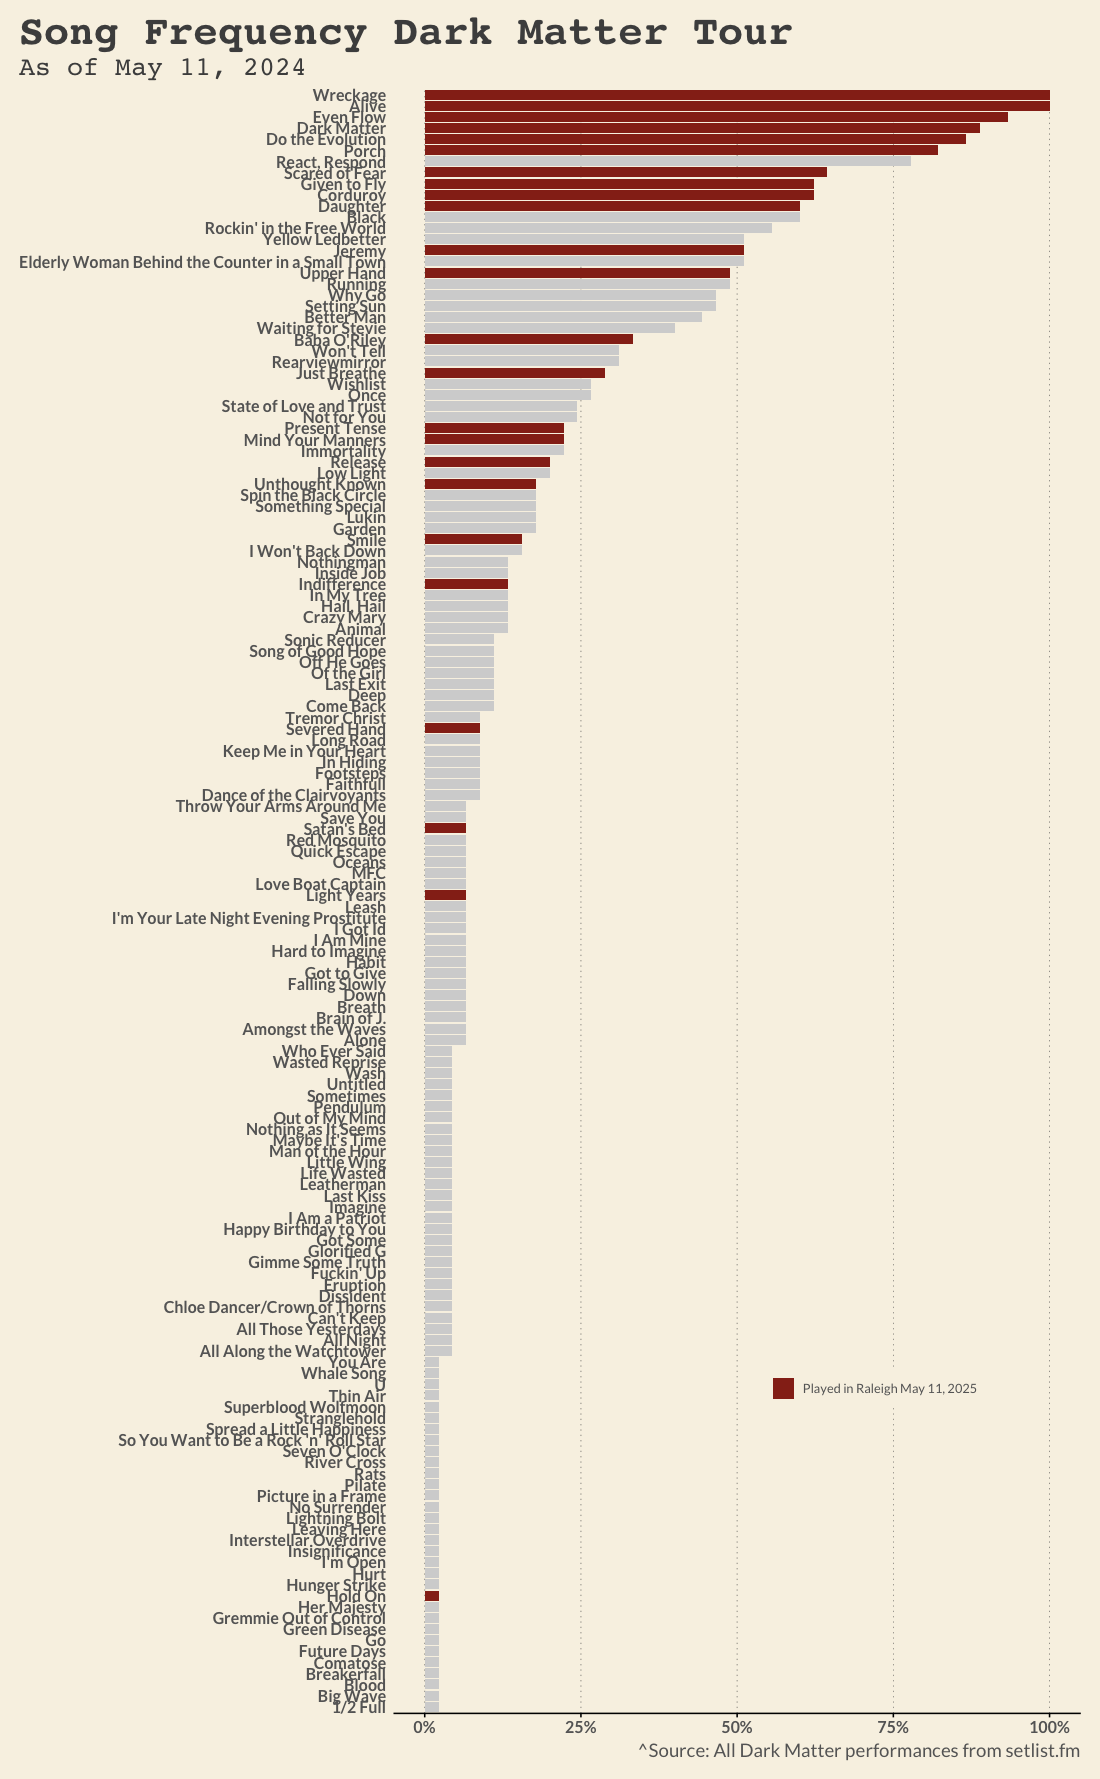 Song Frequency Dark Matter Tour
As of May 11, 2024
Wreckage
Alive
Even Flow
Dark Matter
Do the Evolution
Porch
React, Respond
Scared of Fear
Given to Fly
Corduroy
Daughter
Black
Rockin' in the Free World
Yellow Ledbetter
Jeremy
Elderly Woman Behind the Counter in a Small Town
Upper Hand
Running
Why Go
Setting Sun
Better Man
Waiting for Stevie
Baba O'Riley
Won't Tell
Rearviewmirror
Just Breathe
Wishlist
Once
State of Love and Trust
Not for You
Present Tense
Mind Your Manners
Immortality
Release
Low Light
Unthought Known
Spin the Black Circle
Something Special
Lukin
Garden
Smile
I Won't Back Down
Nothingman
Inside Job
Indifference
In My Tree
Hail, Hail
Crazy Mary
Animal
Sonic Reducer
Song of Good Hope
Off He Goes
Of the Girl
Last Exit
Deep
Come Back
Tremor Christ
Severed Hand
Long Road
Keep Me in Your Heart
In Hiding
Footsteps
Faithfull
Dance of the Clairvoyants
Throw Your Arms Around Me
Save You
Satan's Bed
Red Mosquito
Quick Escape
Oceans
MFC
Love Boat Captain
Light Years
Leash
I'm Your Late Night Evening Prostitute
I Got Id
I Am Mine
Hard to Imagine
Habit
Got to Give
Falling Slowly
Down
Breath
Brain of J.
Amongst the Waves
Alone
Who Ever Said
Wasted Reprise
Wash
Untitled
Sometimes
Pendulum
Out of My Mind
Nothing as It Seems
Maybe It's Time
Man of the Hour
Little Wing
Life Wasted
Leatherman
Last Kiss
Imagine
I Am a Patriot
Happy Birthday to You
Got Some
Glorified G
Gimme Some Truth
Fuckin' Up
Eruption
Dissident
Chloe Dancer/Crown of Thorns
Can't Keep
All Those Yesterdays
All Night
All Along the Watchtower
You Are
Whale Song
U
Thin Air
Superblood Wolfmoon
Stranglehold
Spread a Little Happiness
So You Want to Be a Rock 'n' Roll Star
Seven O'Clock
River Cross
Rats
Pilate
Picture in a Frame
No Surrender
Lightning Bolt
Leaving Here
Interstellar Overdrive
Insignificance
I'm Open
Hurt
Hunger Strike
Hold On
Her Majesty
Gremmie Out of Control
Green Disease
Go
Future Days
Comatose
Breakerfall
Blood
Big Wave
1/2 Full
Played in Raleigh May 11, 2025
0% 25% 50% 75% 100%
^Source: All Dark Matter performances from setlist.fm